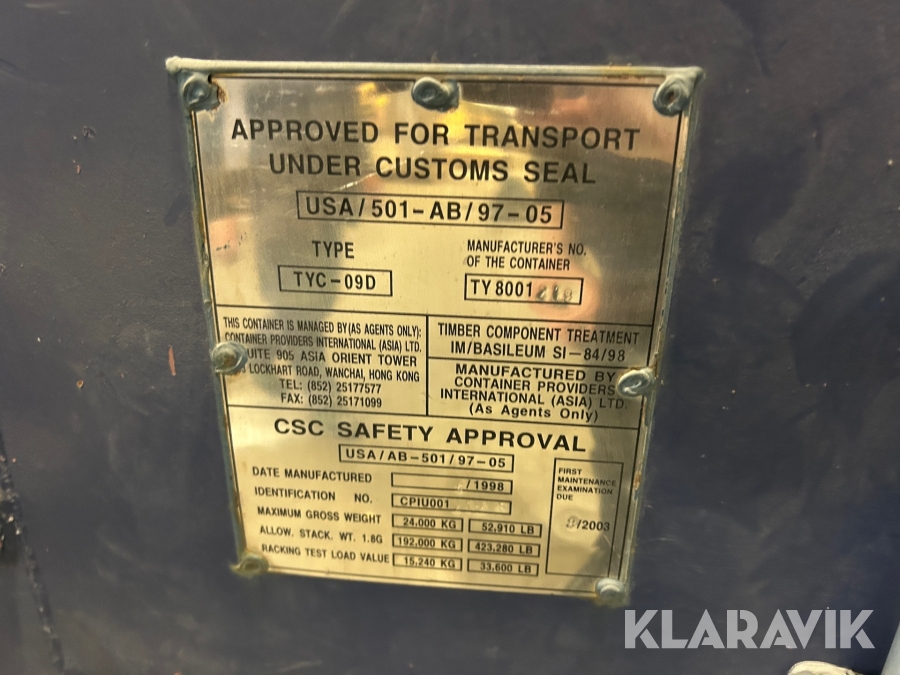 APPROVED FOR TRANSPORT
UNDER CUSTOMS SEAL
USA/501-AB/97-05
TYPE
TYC-09D
MANUFACTURER'S NO.
OF THE CONTAINER
TY8001
THIS CONTAINER IS MANAGED BY (AS AGENTS ONLY):
CONTAINER PROVIDERS INTERNATIONAL (ASIA) LTD.
905 ASIA ORIENT TOWER
LOCKHART ROAD, WANCHAI, HONG KONG
TEL: (852) 25177577
FAX: (852) 25171099
TIMBER COMPONENT TREATMENT
IM/BASILEUM SI-84/98
MANUFACTURED BY
CONTAINER PROVIDERS
INTERNATIONAL (ASIA) LTD.
(As Agents Only)
CSC SAFETY APPROVAL
USA/AB-501/97-05
DATE MANUFACTURED /1998
IDENTIFICATION NO. CPIU001
MAXIMUM GROSS WEIGHT 24,000 KG 52,910 LB
ALLOW. STACK. WT. 1.8G 192,000 KG 423,280 LB
RACKING TEST LOAD VALUE 15,240 KG 33,600 LB
FIRST
MAINTENANCE
EXAMINATION
DUE
/2003
KLARAVIK